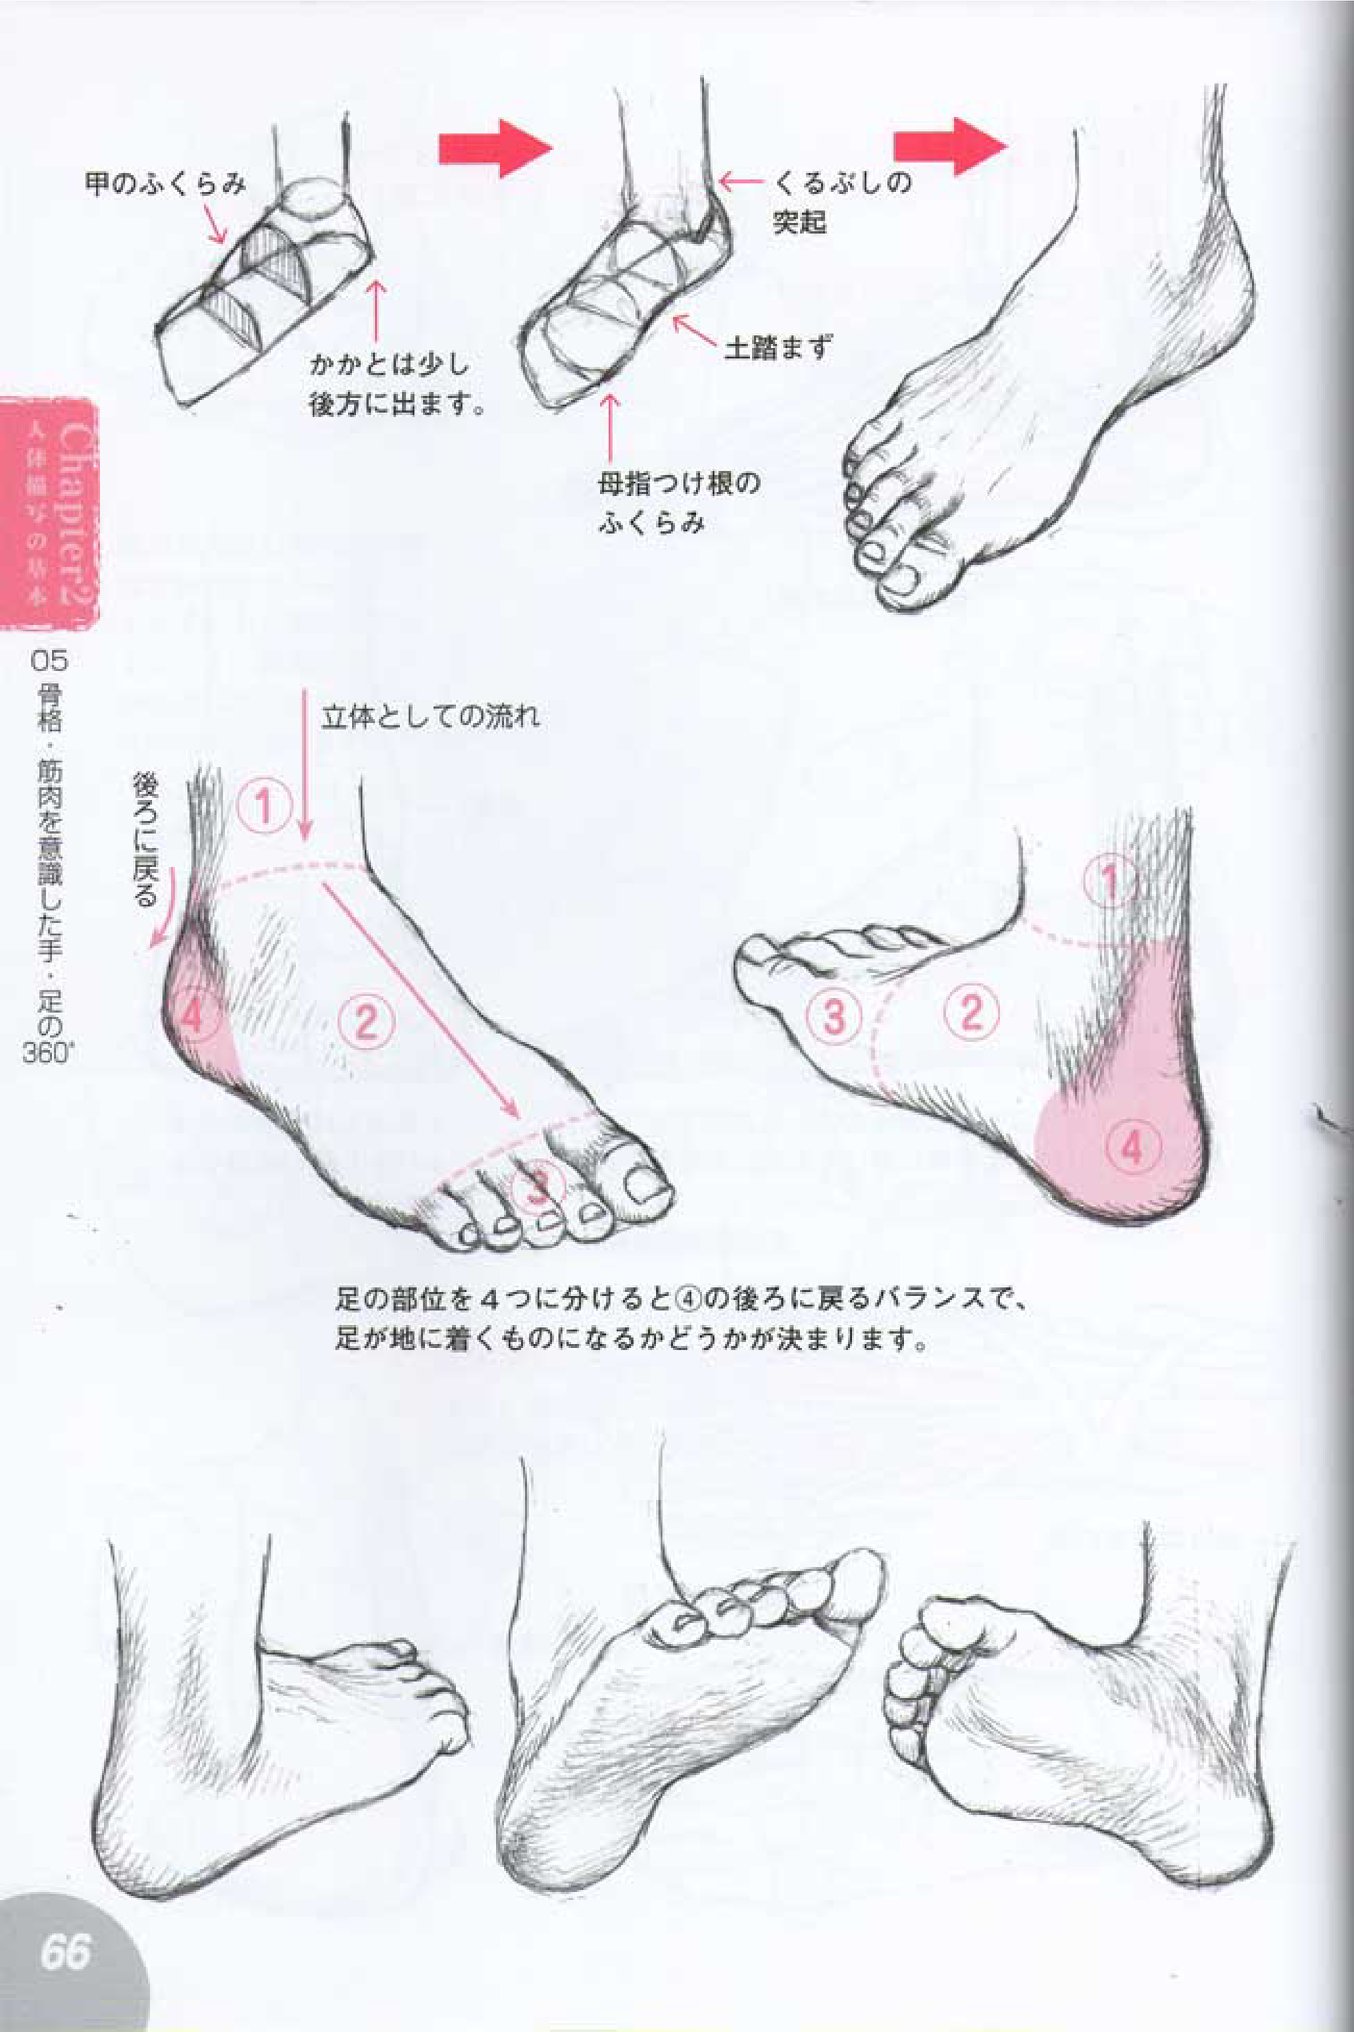 甲のふくらみ
かかとは少し
後方に出ます。
くるぶしの
突起
土踏まず
母指つけ根の
ふくらみ
Chapter2
人体描写の基本
05 骨格・筋肉を意識した手・足の360°
立体としての流れ
後ろに戻る
①
②
③
④
①
②
③
④
足の部位を4つに分けると④の後ろに戻るバランスで、
足が地に着くものになるかどうかが決まります。
66